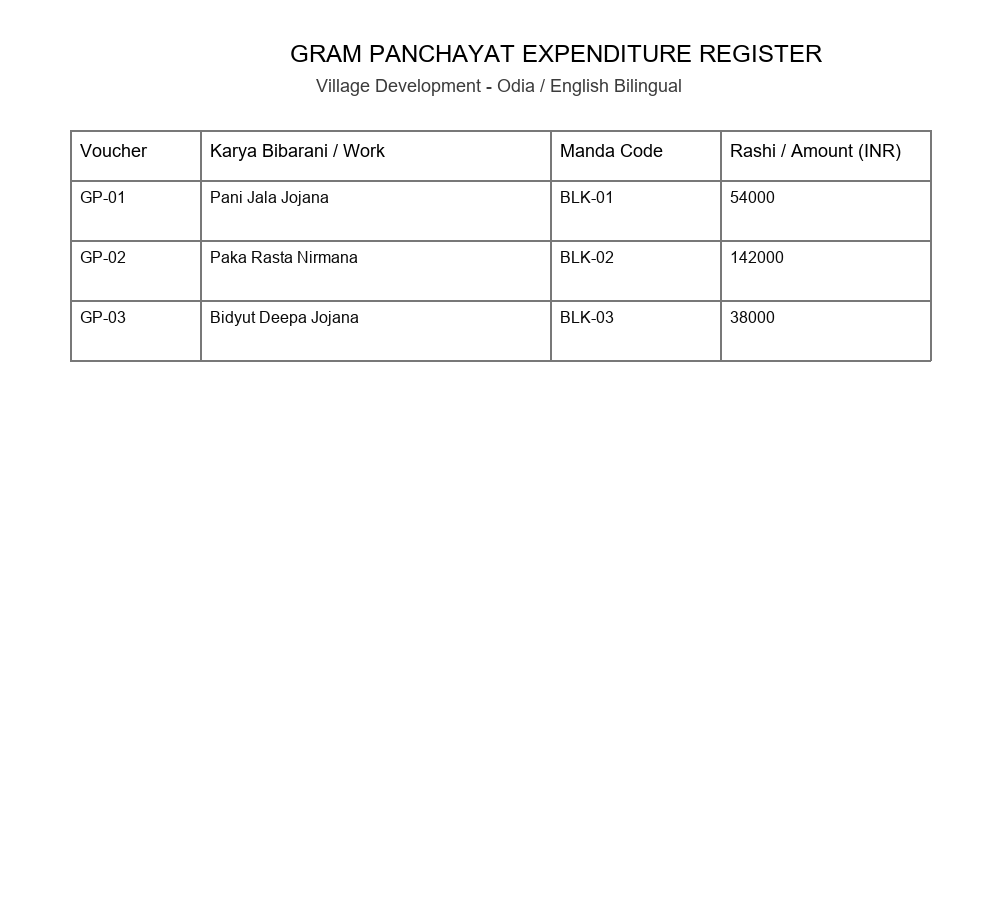 GRAM PANCHAYAT EXPENDITURE REGISTER
Village Development - Odia / English Bilingual
Voucher Karya Bibarani / Work Manda Code Rashi / Amount (INR)
GP-01 Pani Jala Jojana BLK-01 54000
GP-02 Paka Rasta Nirmana BLK-02 142000
GP-03 Bidyut Deepa Jojana BLK-03 38000